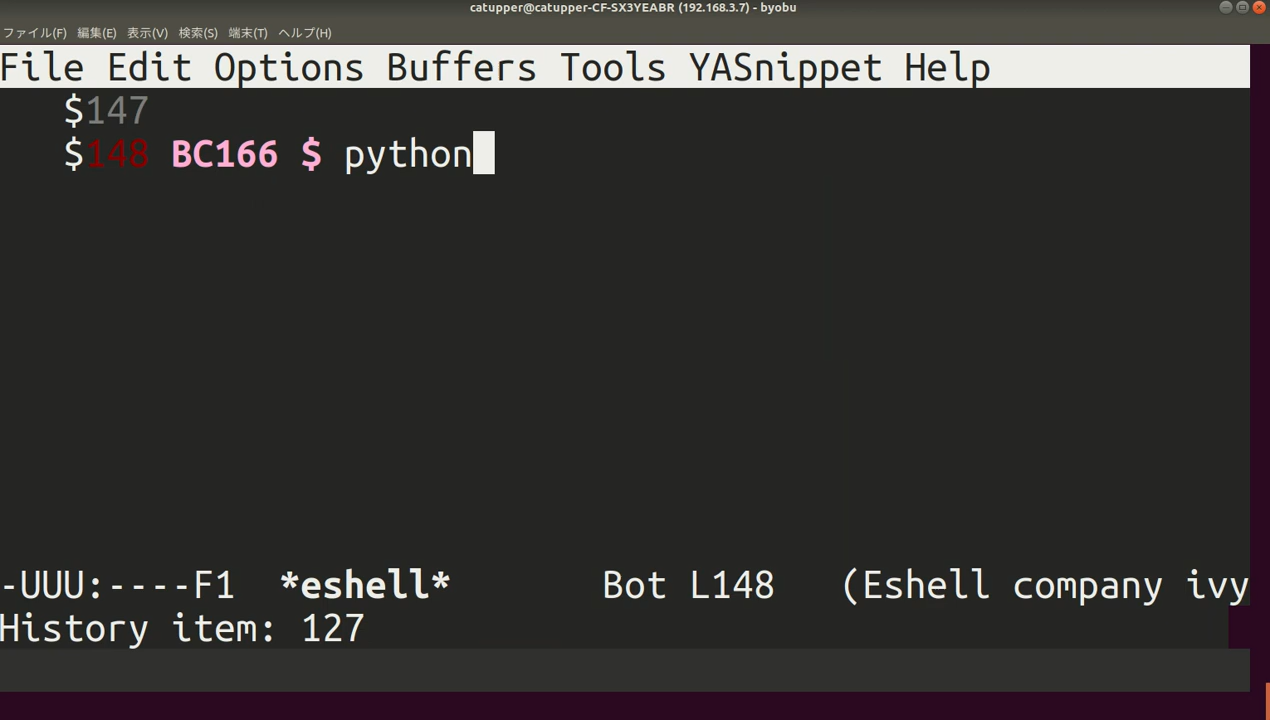 catupper@catupper-CF-SX3YEABR (192.168.3.7) - byobu
ファイル(F) 編集(E) 表示(V) 検索(S) 端末(T) ヘルプ(H)
File Edit Options Buffers Tools YASnippet Help
$147
$148 BC166 $ python
-UUU:----F1 *eshell* Bot L148 (Eshell company ivy
History item: 127